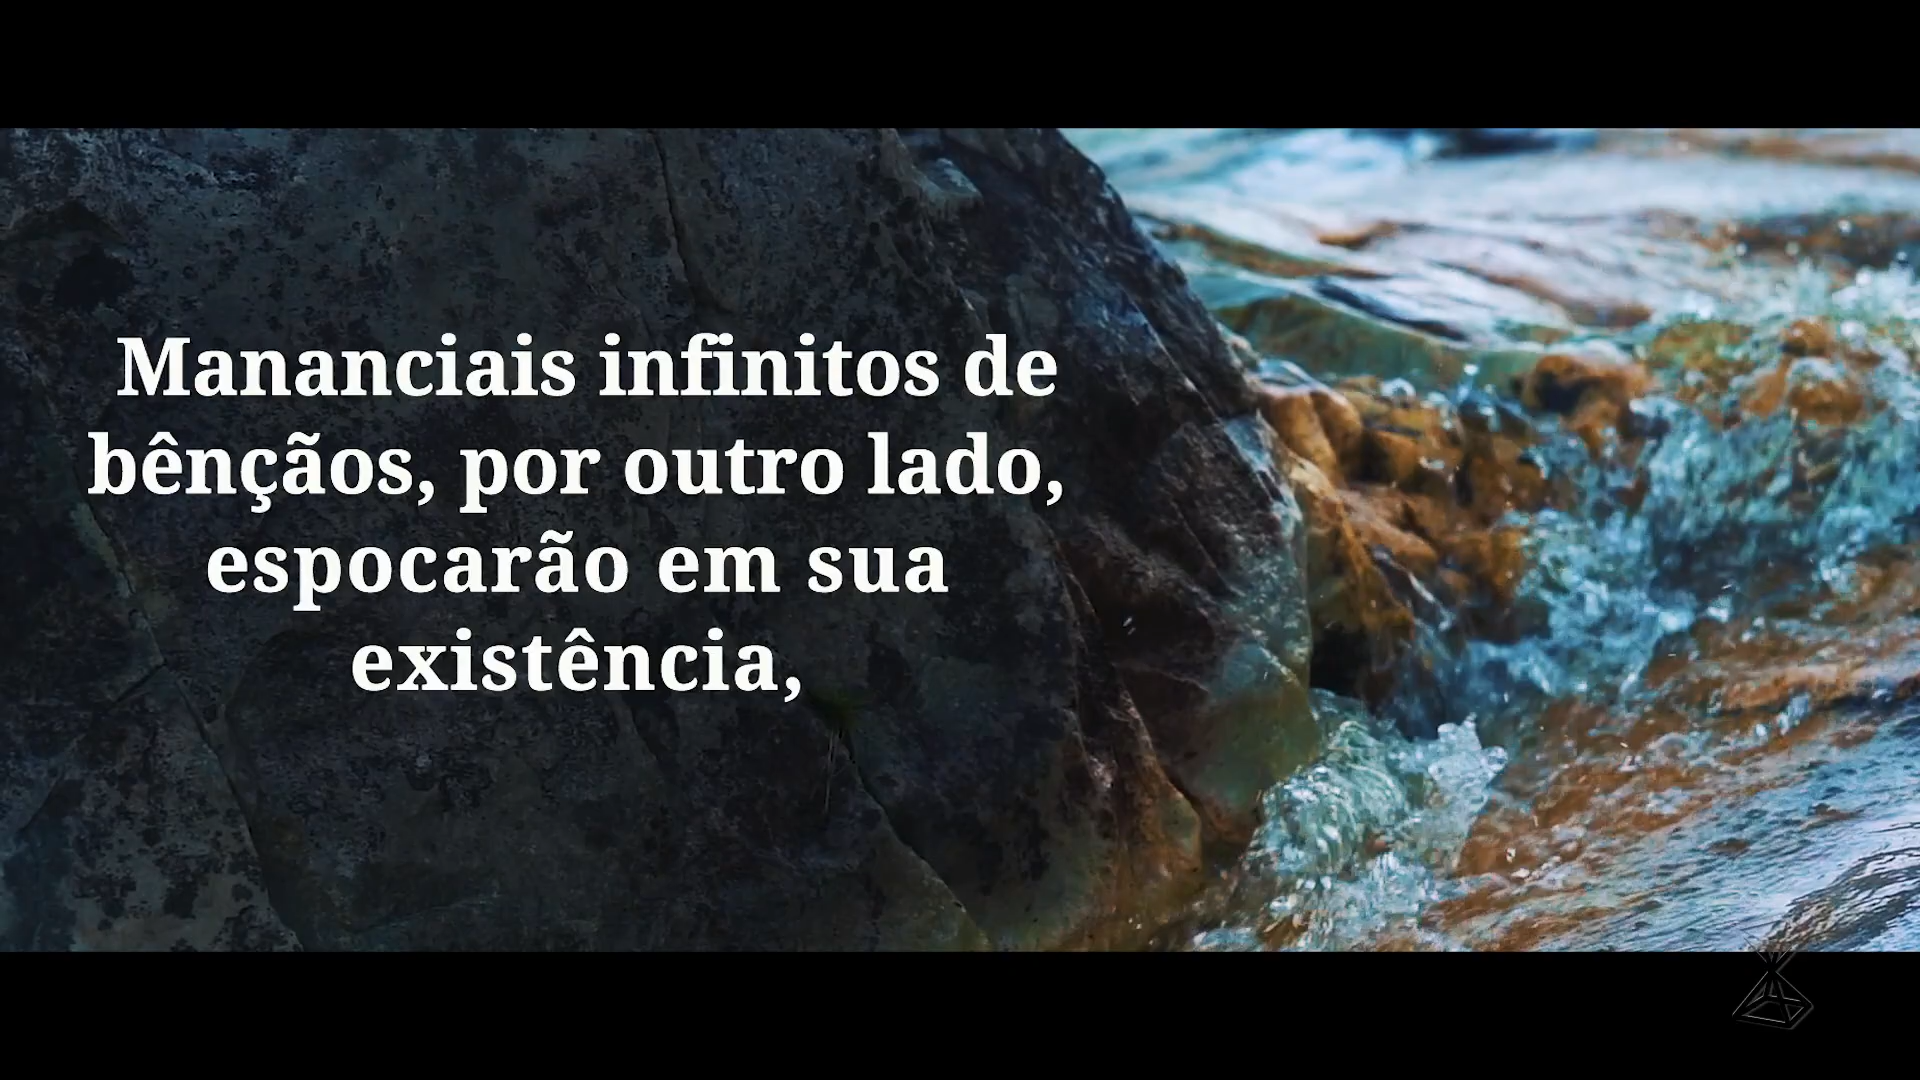 Mananciais infinitos de
bênçãos, por outro lado,
espocarão em sua
existência,